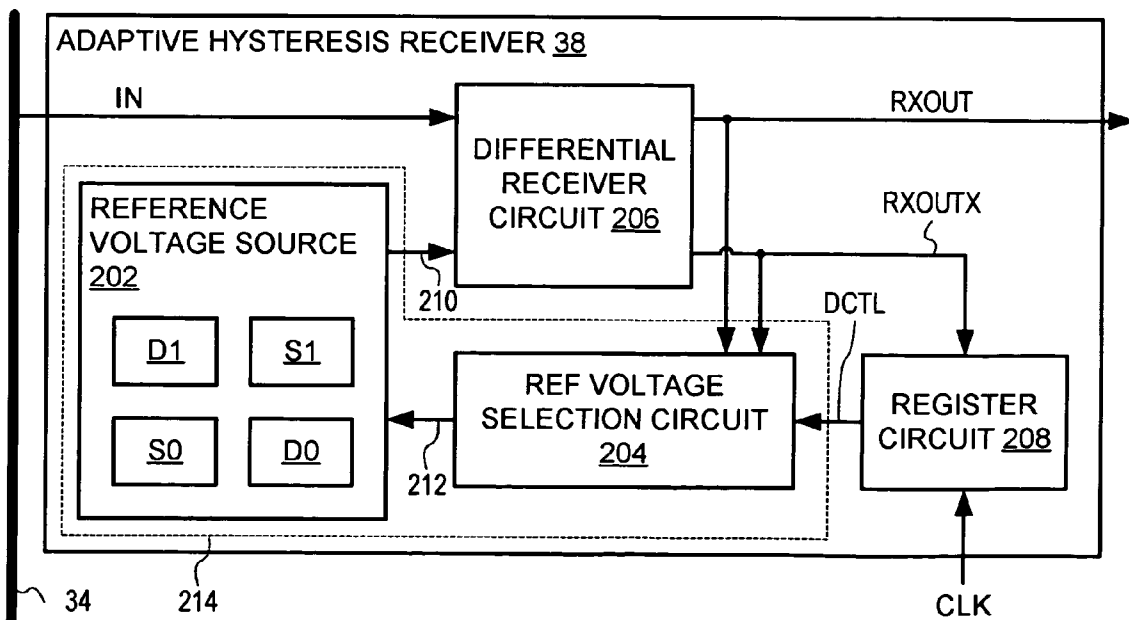 ADAPTIVE HYSTERESIS RECEIVER 38
IN
RXOUT
DIFFERENTIAL
RECEIVER
CIRCUIT 206
REFERENCE
VOLTAGE SOURCE
202
RXOUTX
210
DCTL
D1
S1
S0
D0
REF VOLTAGE
SELECTION CIRCUIT
204
REGISTER
CIRCUIT 208
212
34
214
CLK